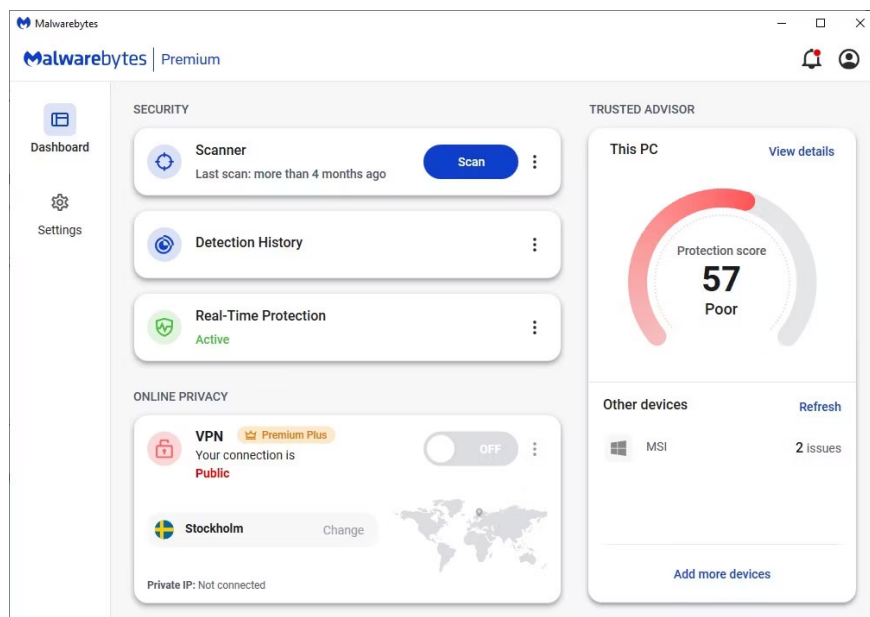 Malwarebytes
Malwarebytes | Premium
Dashboard
Settings
SECURITY
Scanner
Last scan: more than 4 months ago
Scan
Detection History
Real-Time Protection
Active
ONLINE PRIVACY
VPN
Premium Plus
Your connection is
Public
OFF
Stockholm
Change
Private IP: Not connected
TRUSTED ADVISOR
This PC
View details
Protection score
57
Poor
Other devices
Refresh
MSI
2 issues
Add more devices